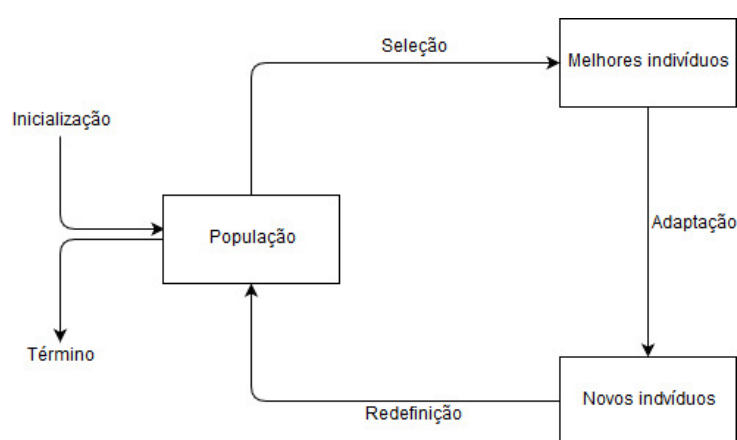 Seleção
Melhores indivíduos
Inicialização
População
Adaptação
Término
Redefinição
Novos indvíduos